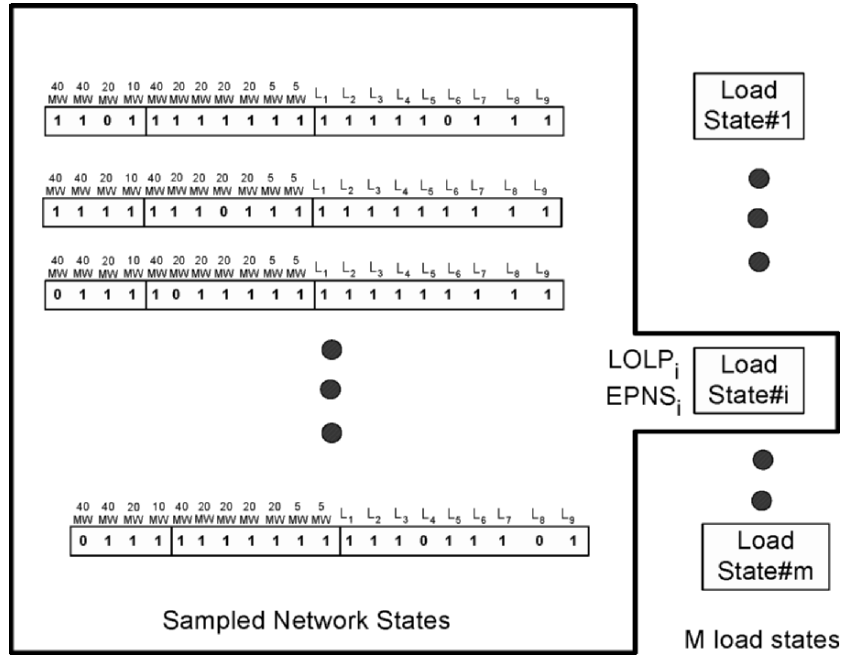 40 40 20 10 40 20 20 20 20 5 5 L1 L2 L3 L4 L5 L6 L7 L8 L9
MW MW MW MW MW MW MW MW MW MW MW
1 1 0 1 1 1 1 1 1 1 1 1 1 1 1 1 0 1 1 1
40 40 20 10 40 20 20 20 20 5 5 L1 L2 L3 L4 L5 L6 L7 L8 L9
MW MW MW MW MW MW MW MW MW MW MW
1 1 1 1 1 1 1 0 1 1 1 1 1 1 1 1 1 1 1 1
40 40 20 10 40 20 20 20 20 5 5 L1 L2 L3 L4 L5 L6 L7 L8 L9
MW MW MW MW MW MW MW MW MW MW MW
0 1 1 1 1 0 1 1 1 1 1 1 1 1 1 1 1 1 1 1
40 40 20 10 40 20 20 20 20 5 5 L1 L2 L3 L4 L5 L6 L7 L8 L9
MW MW MW MW MW MW MW MW MW MW MW
0 1 1 1 1 1 1 1 1 1 1 1 1 1 0 1 1 1 0 1
Sampled Network States
Load
State#1
LOLPi
EPNSi
Load
State#i
Load
State#m
M load states